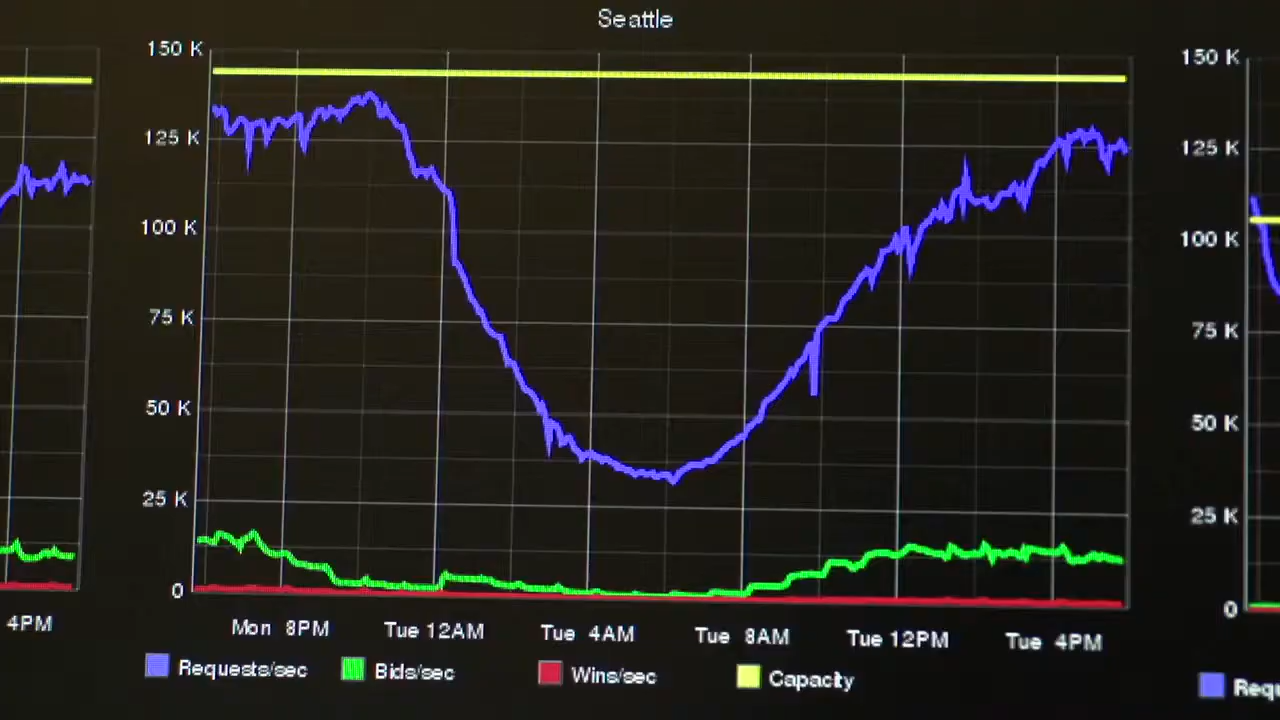 Seattle
150 K
125 K
100 K
75 K
50 K
25 K
0
Mon 8PM Tue 12AM Tue 4AM Tue 8AM Tue 12PM Tue 4PM
Requests/sec Bids/sec Wins/sec Capacity
4PM
150 K
125 K
100 K
75 K
50 K
25 K
0